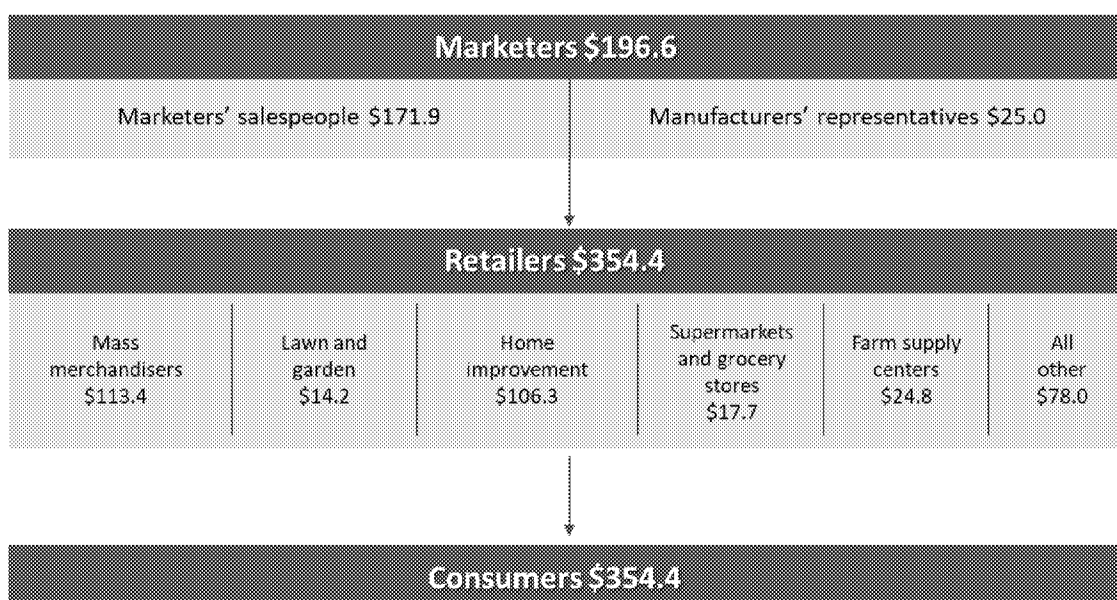 Marketers $196.6
Marketers' salespeople $171.9
Manufacturers' representatives $25.0
Retailers $354.4
Mass
merchandisers
$113.4
Lawn and
garden
$14.2
Home
improvement
$106.3
Supermarkets
and grocery
stores
$17.7
Farm supply
centers
$24.8
All
other
$78.0
Consumers $354.4